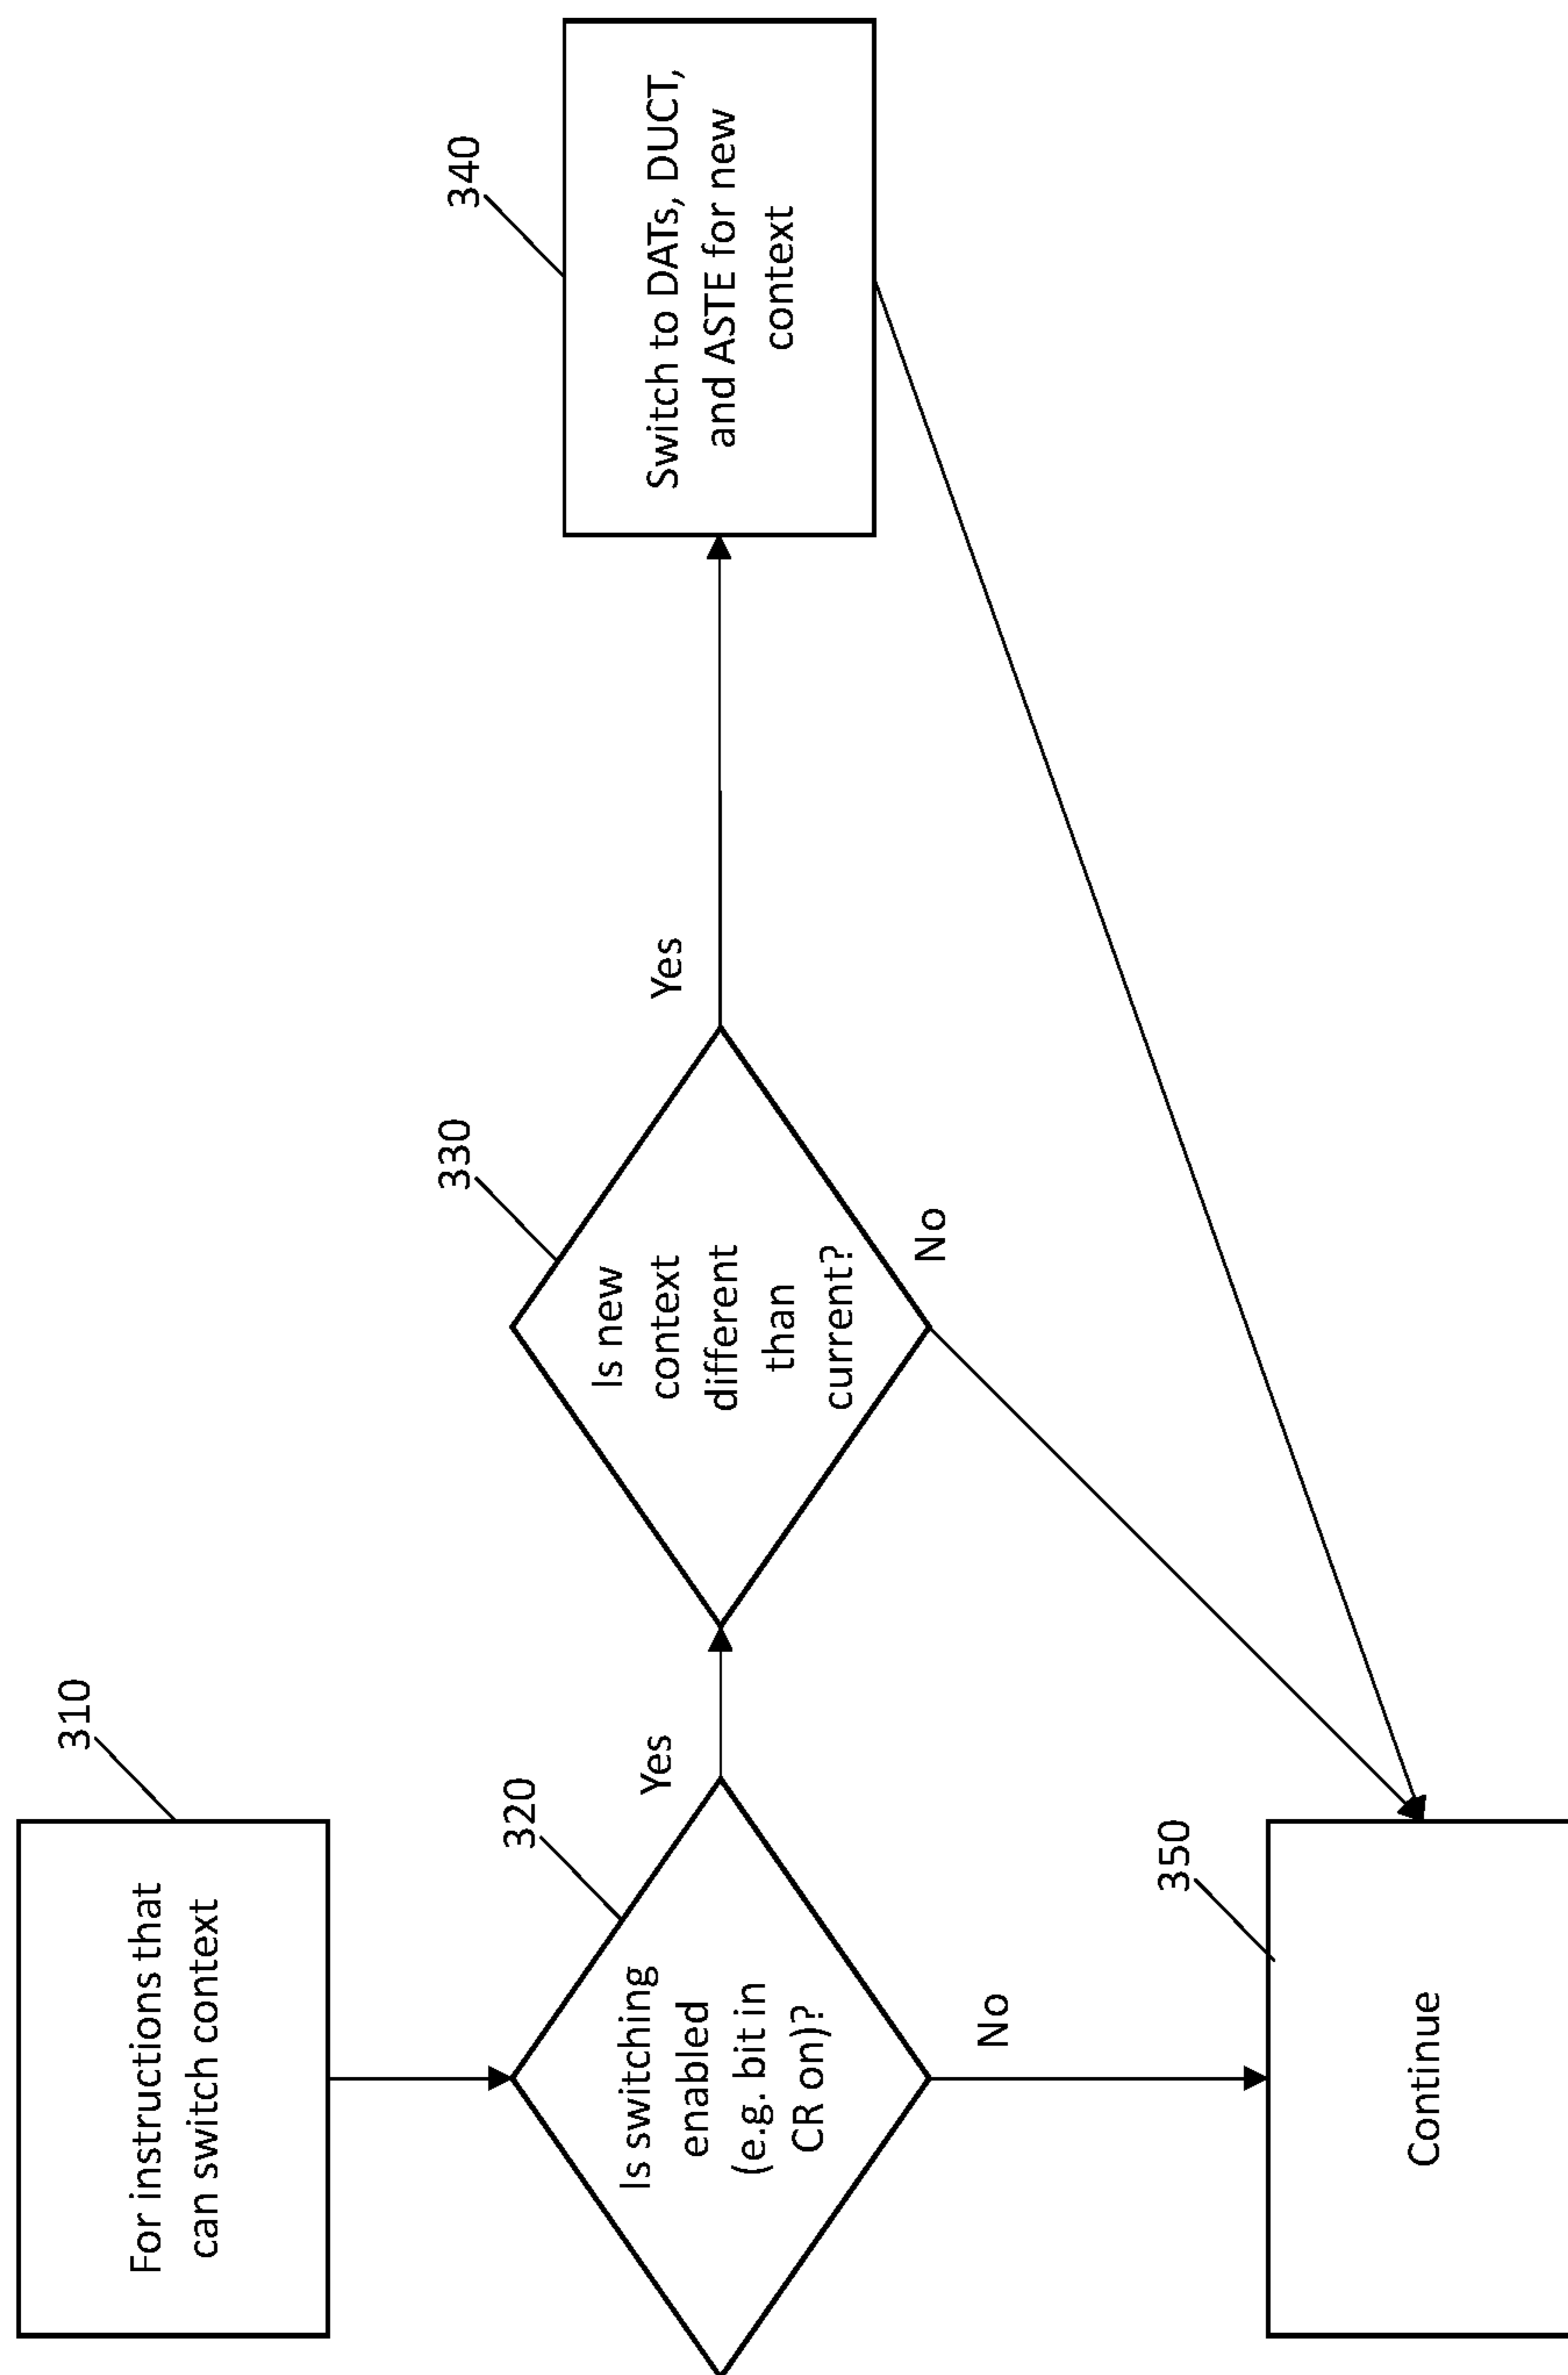 310
For instructions that
can switch context
320
Is switching
enabled
(e.g. bit in
CR on)?
Yes
No
330
Is new
context
different
than
current?
Yes
No
340
Switch to DATs, DUCT,
and ASTE for new
context
350
Continue